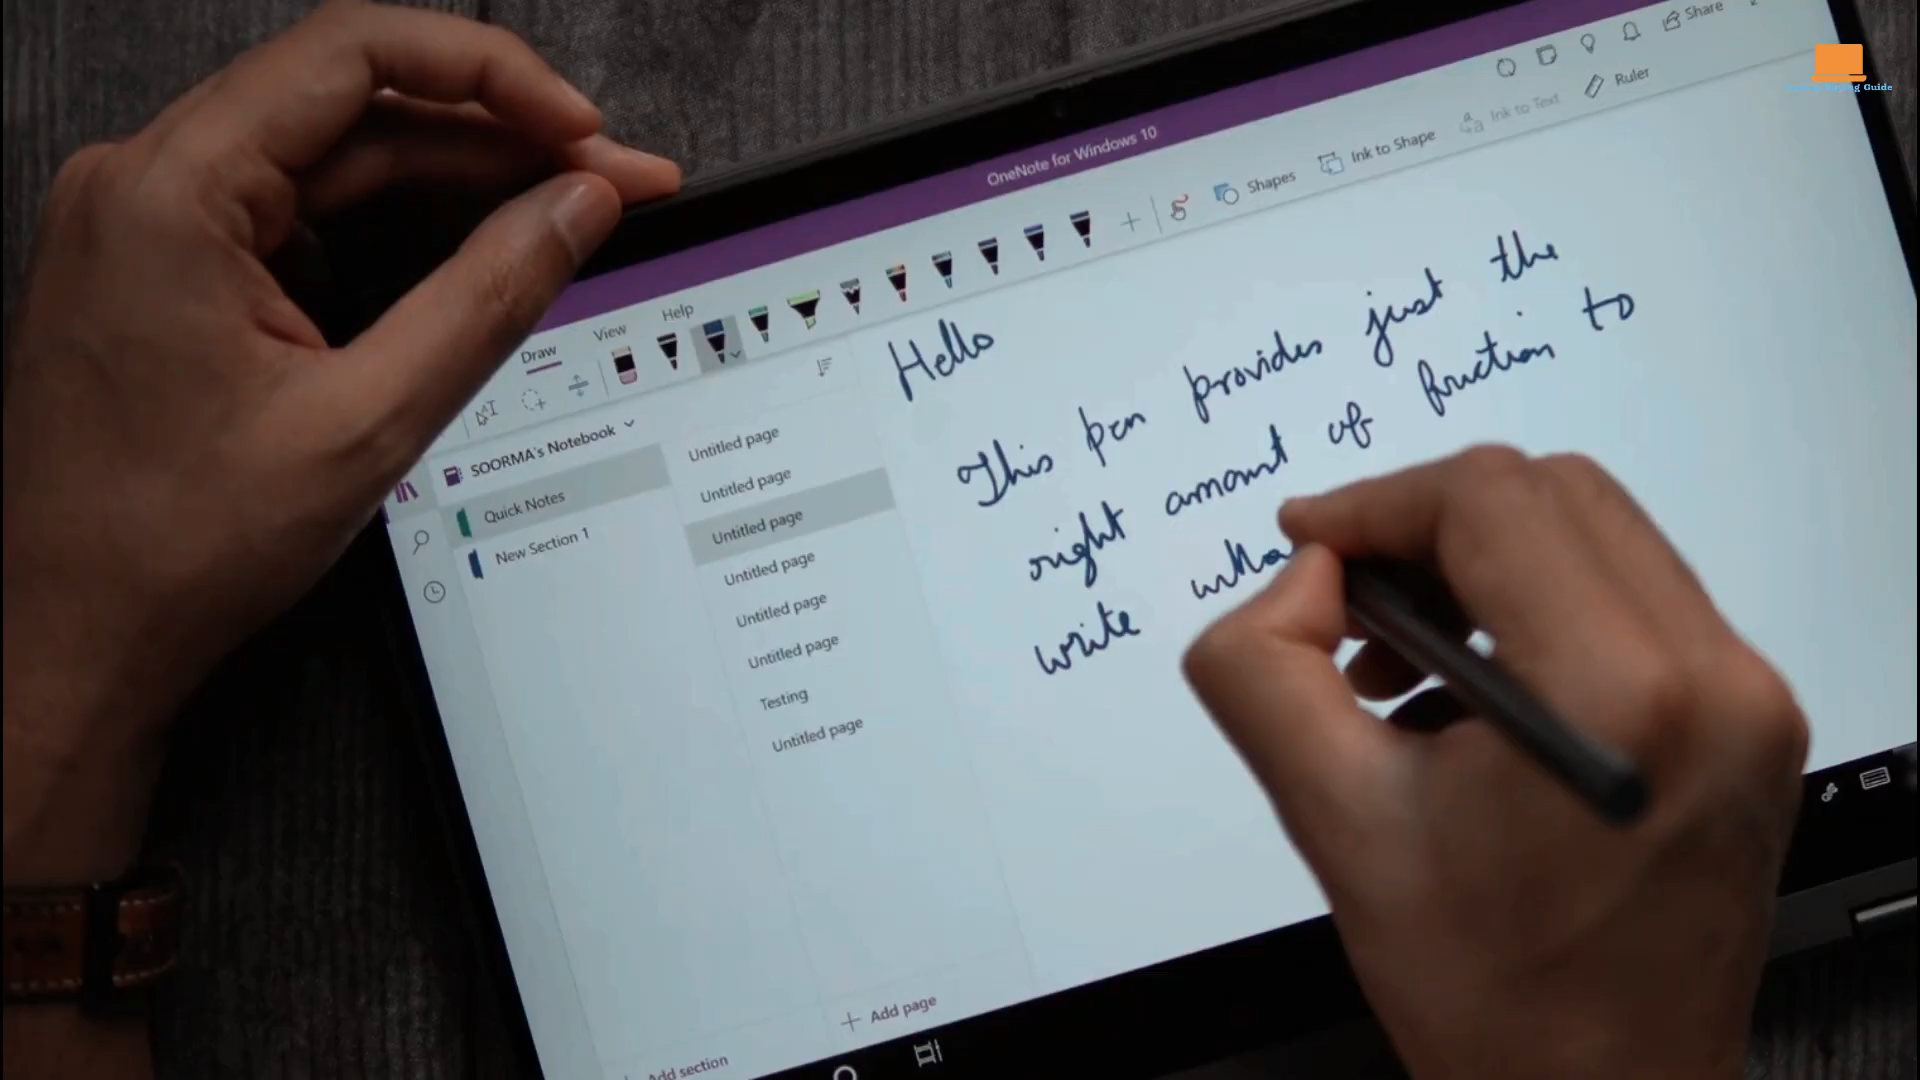 Share
Guide
OneNote for Windows 10
Ruler
Ink to Text
Ink to Shape
Shapes
Help
View
Draw
SOORMA's Notebook
Quick Notes
New Section 1
Untitled page
Untitled page
Untitled page
Untitled page
Untitled page
Untitled page
Testing
Untitled page
Add page
Add section
Hello
This pen provides just the
right amount of friction to
write wha